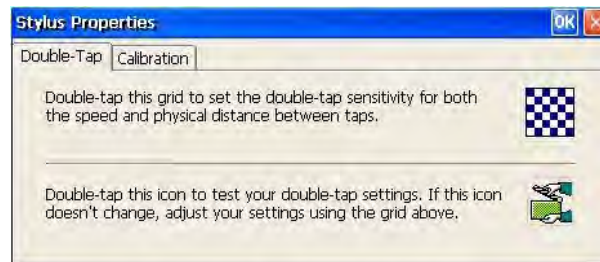 Stylus Properties OK ×
Double-Tap Calibration
Double-tap this grid to set the double-tap sensitivity for both
the speed and physical distance between taps.
Double-tap this icon to test your double-tap settings. If this icon
doesn't change, adjust your settings using the grid above.